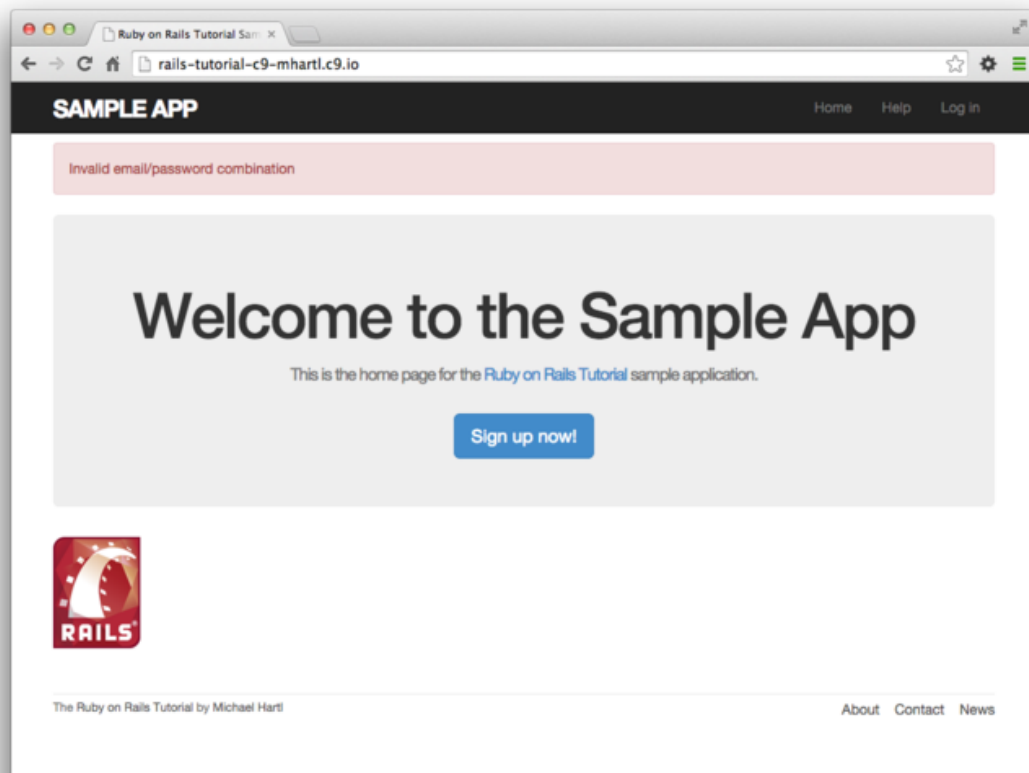 Ruby on Rails Tutorial Sam
rails-tutorial-c9-mhartl.c9.io
SAMPLE APP
Home Help Log in
Invalid email/password combination
Welcome to the Sample App
This is the home page for the Ruby on Rails Tutorial sample application.
Sign up now!
RAILS
The Ruby on Rails Tutorial by Michael Hartl
About Contact News